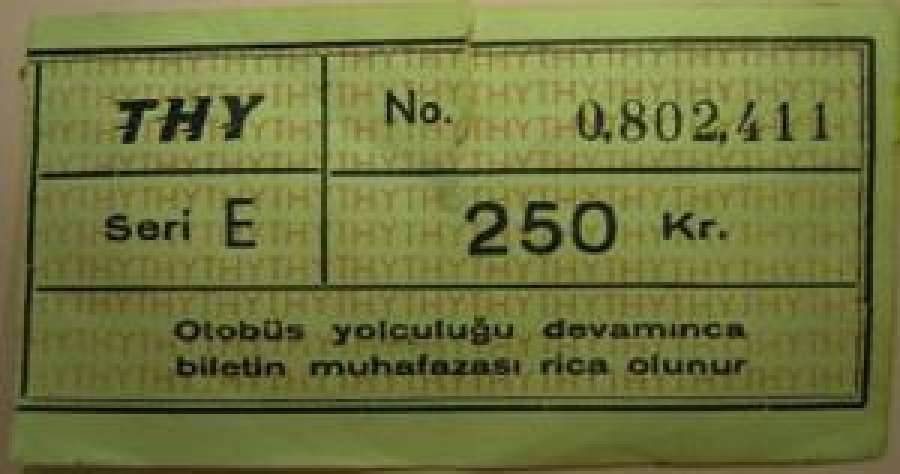 THY No. 0,802,411
Seri E 250 Kr.
Otobüs yolculuğu devamınca
biletin muhafazası rica olunur